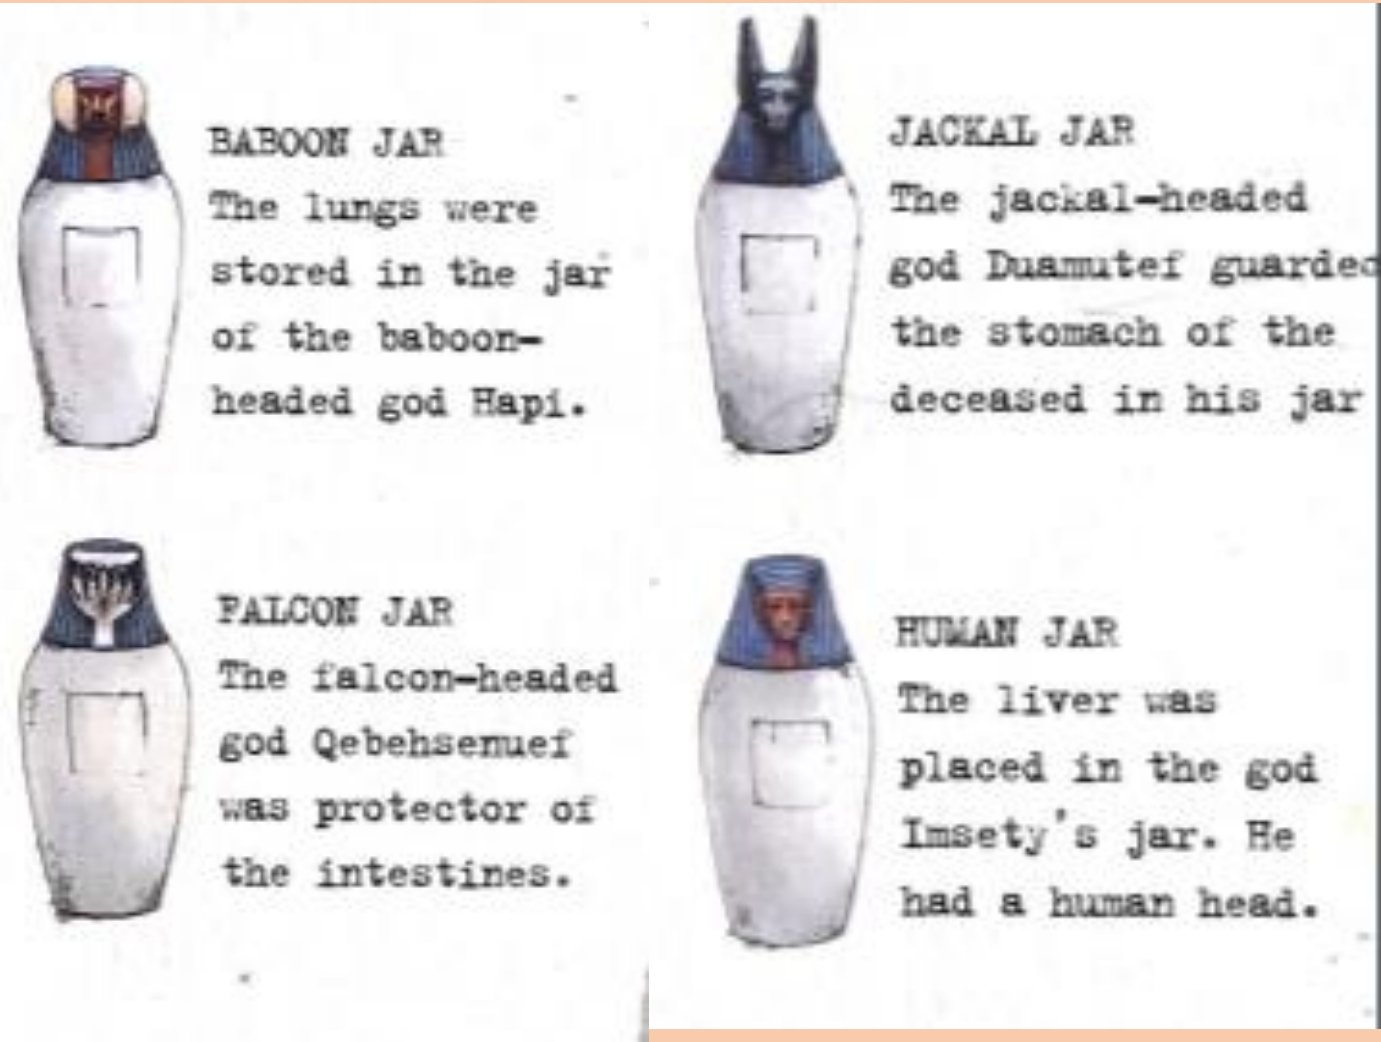 BABOON JAR
The lungs were
stored in the jar
of the baboon-
headed god Hapi.
JACKAL JAR
The jackal-headed
god Duamutef guarded
the stomach of the
deceased in his jar
FALCON JAR
The falcon-headed
god Qebehsenuef
was protector of
the intestines.
HUMAN JAR
The liver was
placed in the god
Imsety's jar. He
had a human head.